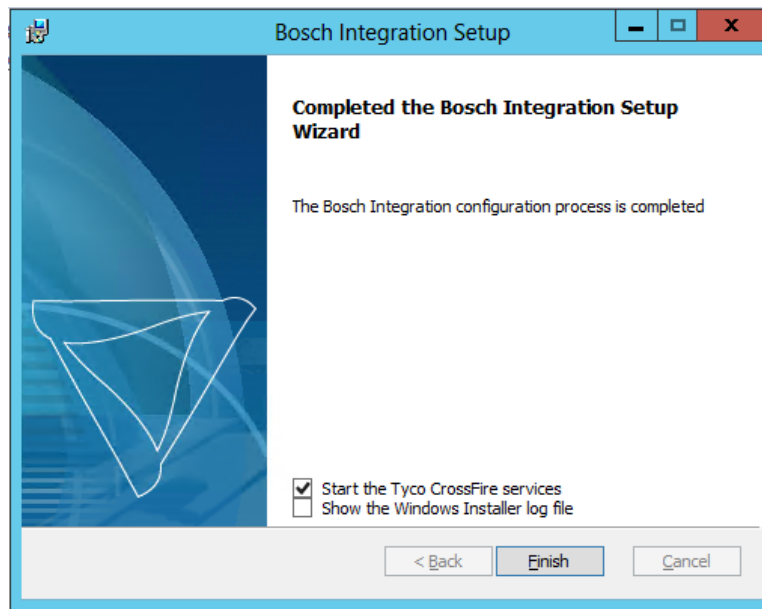 Bosch Integration Setup
Completed the Bosch Integration Setup
Wizard
The Bosch Integration configuration process is completed
Start the Tyco CrossFire services
Show the Windows Installer log file
< Back
Finish
Cancel